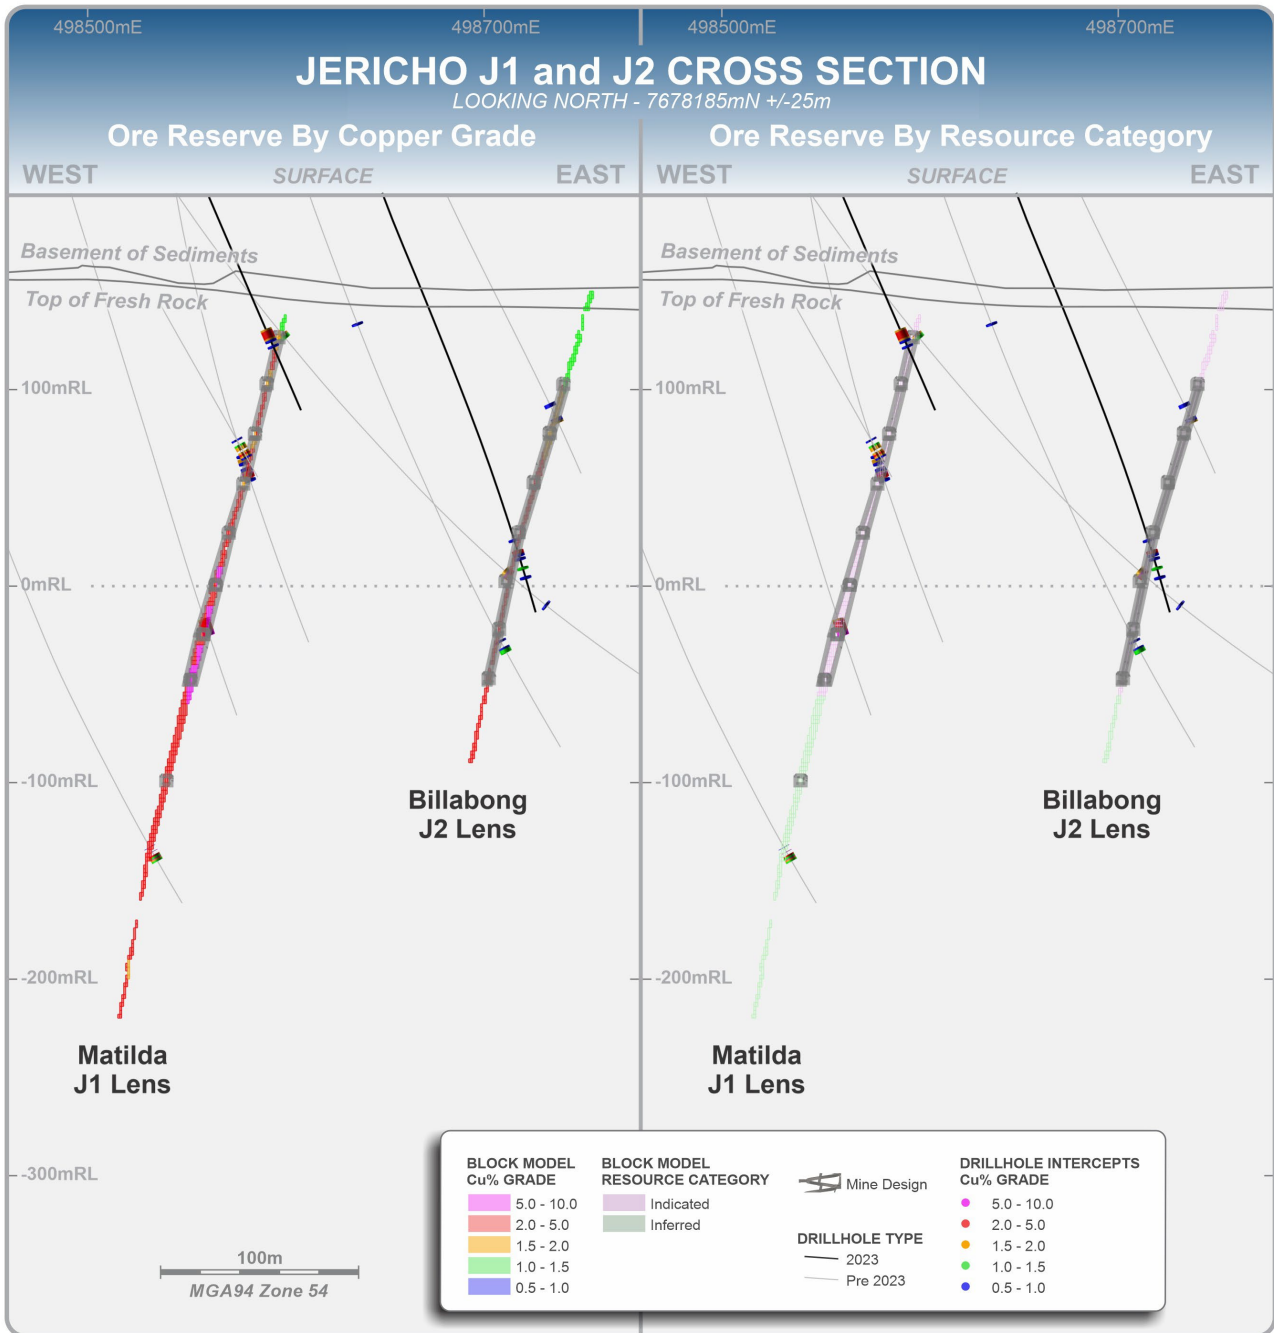 498500mE
498700mE
498500mE
498700mE
JERICHO J1 and J2 CROSS SECTION
LOOKING NORTH - 7678185mN +/-25m
Ore Reserve By Copper Grade
Ore Reserve By Resource Category
WEST
SURFACE
EAST
WEST
SURFACE
EAST
Basement of Sediments
Basement of Sediments
Top of Fresh Rock
Top of Fresh Rock
100mRL
100mRL
0mRL
0mRL
-100mRL
-100mRL
Billabong
J2 Lens
Billabong
J2 Lens
-200mRL
-200mRL
Matilda
J1 Lens
Matilda
J1 Lens
-300mRL
100m
MGA94 Zone 54
BLOCK MODEL
Cu% GRADE
5.0 - 10.0
2.0 - 5.0
1.5 - 2.0
1.0 - 1.5
0.5 - 1.0
BLOCK MODEL
RESOURCE CATEGORY
Indicated
Inferred
Mine Design
DRILLHOLE TYPE
2023
Pre 2023
DRILLHOLE INTERCEPTS
Cu% GRADE
5.0 - 10.0
2.0 - 5.0
1.5 - 2.0
1.0 - 1.5
0.5 - 1.0